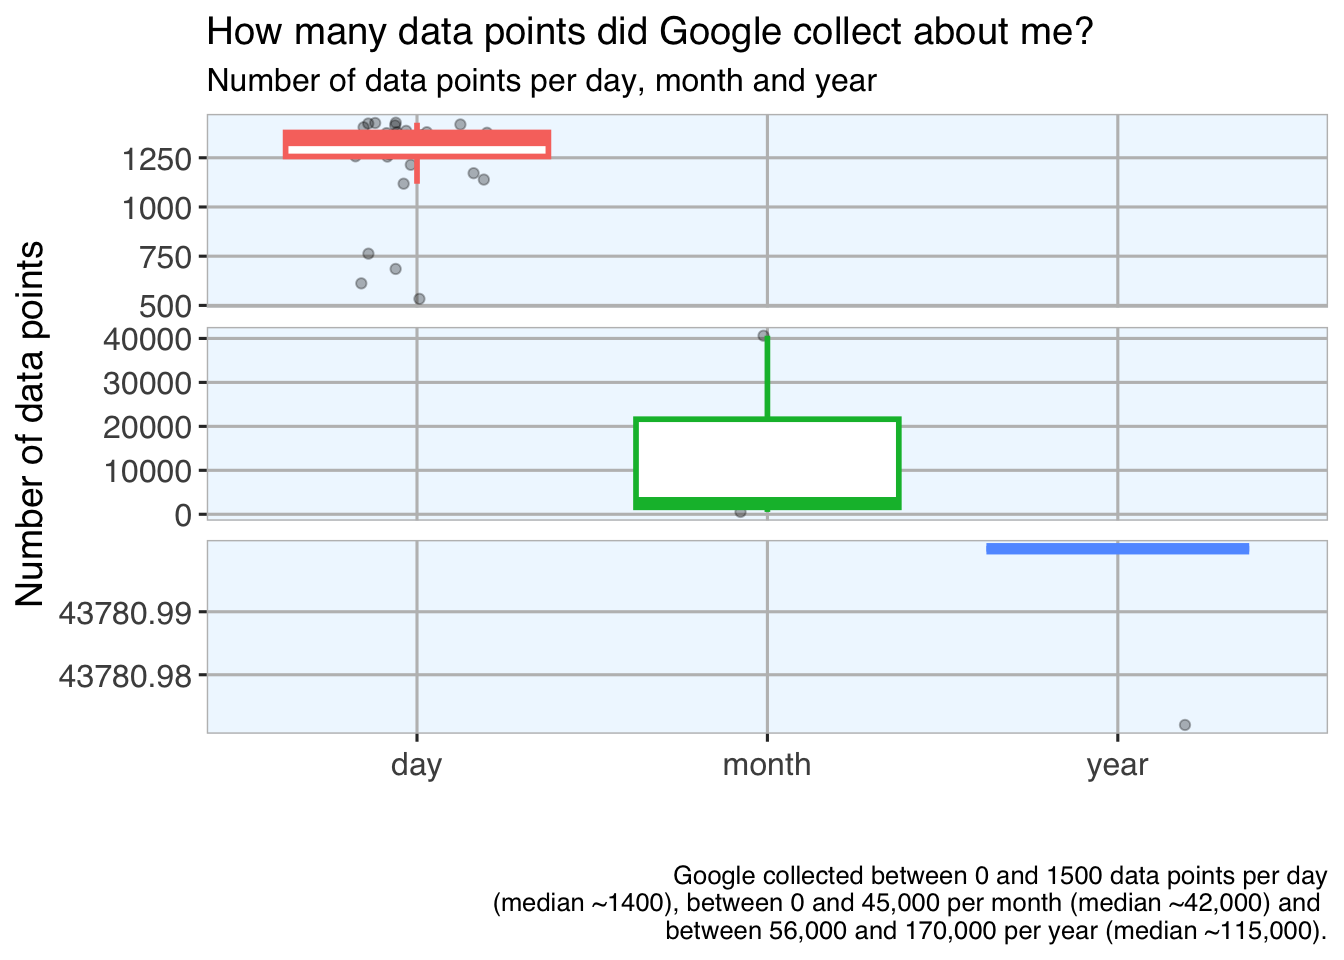 How many data points did Google collect about me?
Number of data points per day, month and year
Number of data points
1250
1000
750
500
40000
30000
20000
10000
0
43780.99
43780.98
day month year
Google collected between 0 and 1500 data points per day
(median ~1400), between 0 and 45,000 per month (median ~42,000) and
between 56,000 and 170,000 per year (median ~115,000).